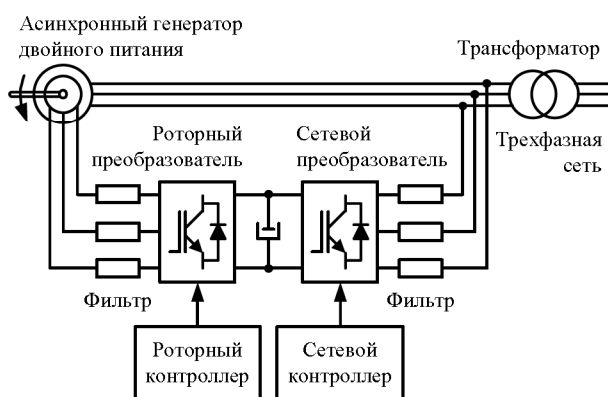 Асинхронный генератор
двойного питания
Трансформатор
Трехфазная
сеть
Роторный
преобразователь
Сетевой
преобразователь
Фильтр
Фильтр
Роторный
контроллер
Сетевой
контроллер